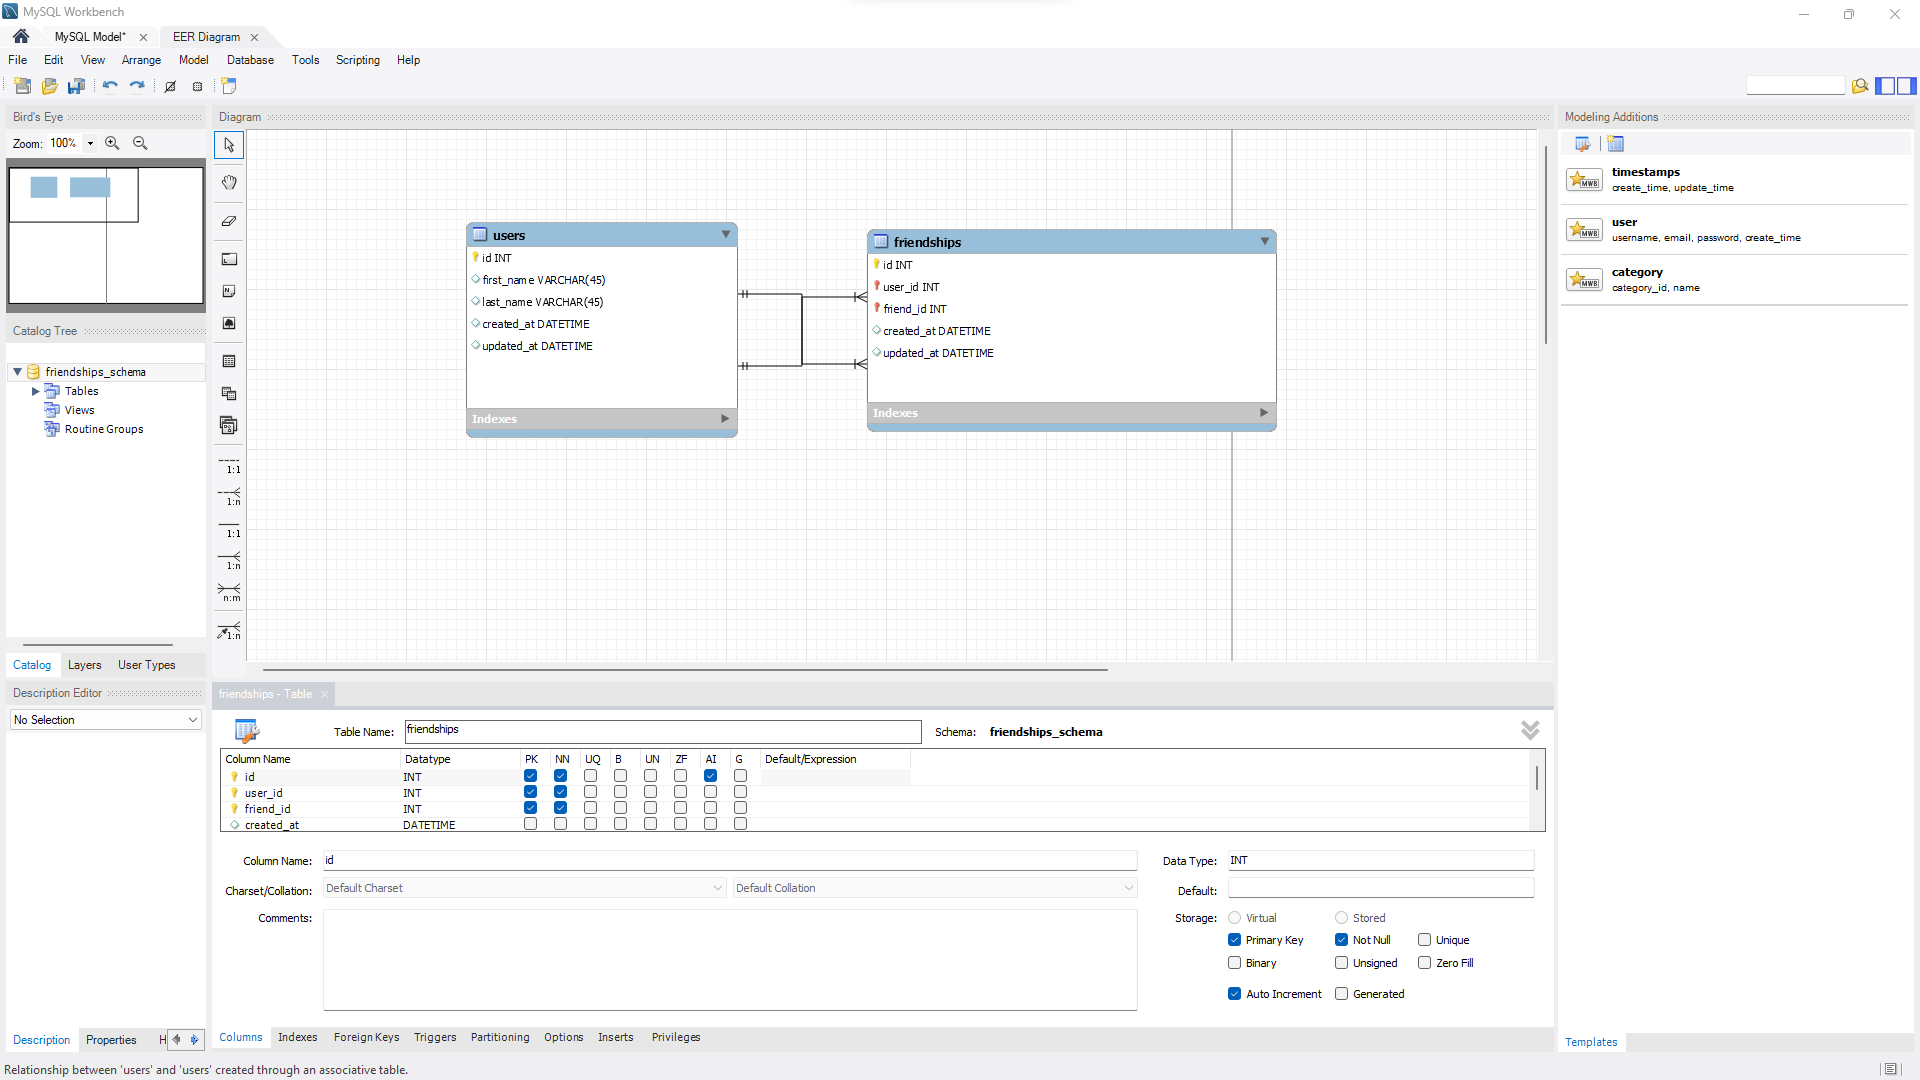 MySQL Workbench
MySQL Model*
EER Diagram
File Edit View Arrange Model Database Tools Scripting Help
Bird's Eye
Zoom: 100%
Catalog Tree
friendships_schema
Tables
Views
Routine Groups
Catalog Layers User Types
Description Editor
No Selection
Description Properties H
Diagram
1:1
1:n
1:1
1:n
n:m
1:n
users
id INT
first_name VARCHAR(45)
last_name VARCHAR(45)
created_at DATETIME
updated_at DATETIME
Indexes
friendships
id INT
user_id INT
friend_id INT
created_at DATETIME
updated_at DATETIME
Indexes
Modeling Additions
MWB
timestamps
create_time, update_time
MWB
user
username, email, password, create_time
MWB
category
category_id, name
Templates
friendships - Table
Table Name: friendships Schema: friendships_schema
Column Name Datatype PK NN UQ B UN ZF AI G Default/Expression
id INT
user_id INT
friend_id INT
created_at DATETIME
Column Name: id Data Type: INT
Charset/Collation: Default Charset Default Collation Default:
Comments: Storage: Virtual Stored
Primary Key Not Null Unique
Binary Unsigned Zero Fill
Auto Increment Generated
Columns Indexes Foreign Keys Triggers Partitioning Options Inserts Privileges
Relationship between 'users' and 'users' created through an associative table.